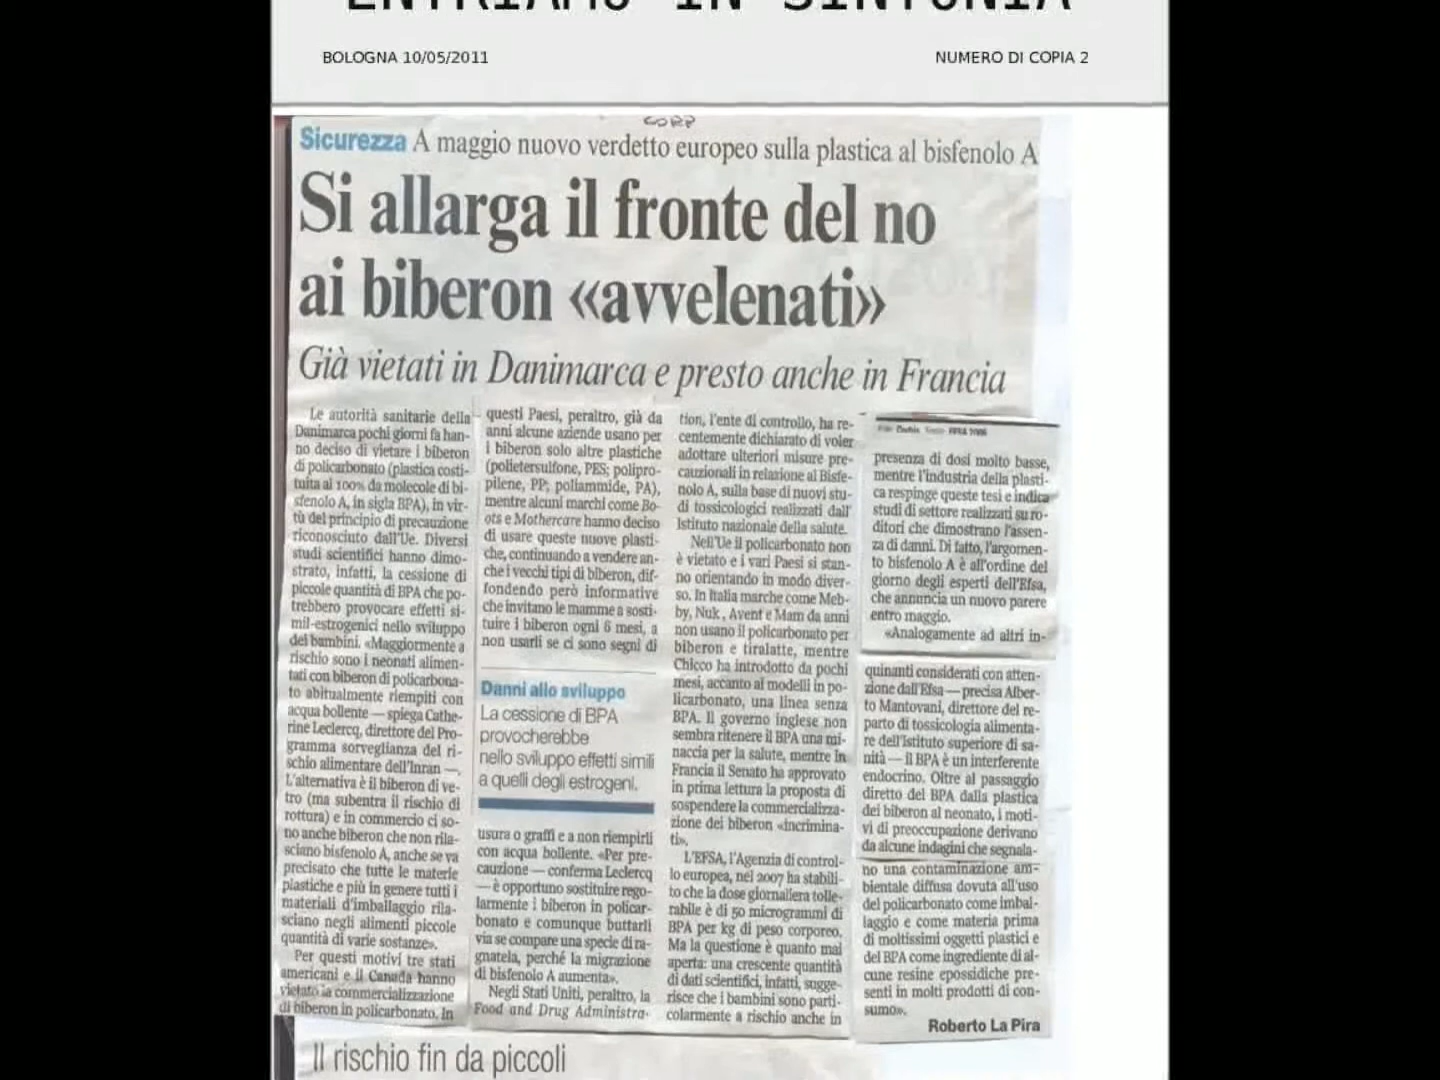 ENTRIAMO IN SINTONIA
BOLOGNA 10/05/2011
NUMERO DI COPIA 2
CORR
Sicurezza A maggio nuovo verdetto europeo sulla plastica al bisfenolo A
Si allarga il fronte del no
ai biberon «avvelenati»
Già vietati in Danimarca e presto anche in Francia
Le autorità sanitarie della
Danimarca pochi giorni fa han-
no deciso di vietare i biberon
di policarbonato (plastica costi-
tuita al 100% da molecole di bi-
sfenolo A, in sigla BPA), in vir-
tù del principio di precauzione
riconosciuto dall'Ue. Diversi
studi scientifici hanno dimo-
strato, infatti, la cessione di
piccole quantità di BPA che po-
trebbero provocare effetti si-
mil-estrogenici nello sviluppo
dei bambini. «Maggiormente a
rischio sono i neonati alimen-
tati con biberon di policarbona-
to abitualmente riempiti con
acqua bollente — spiega Cathe-
rine Leclercq, direttore del Pro-
gramma sorveglianza del ri-
schio alimentare dell'Inran —.
L'alternativa è il biberon di ve-
tro (ma subentra il rischio di
rottura) e in commercio ci so-
no anche biberon che non rila-
sciano bisfenolo A, anche se va
precisato che tutte le materie
plastiche e più in genere tutti i
materiali d'imballaggio rila-
sciano negli alimenti piccole
quantità di varie sostanze».
Per questi motivi tre stati
americani e il Canada hanno
vietato la commercializzazione
di biberon in policarbonato. In
questi Paesi, peraltro, già da
anni alcune aziende usano per
i biberon solo altre plastiche
(polietersulfone, PES; polipro-
pilene, PP; poliammide, PA),
mentre alcuni marchi come Bo-
ots e Mothercare hanno deciso
di usare queste nuove plasti-
che, continuando a vendere an-
che i vecchi tipi di biberon, dif-
fondendo però informative
che invitano le mamme a sosti-
tuire i biberon ogni 6 mesi, a
non usarli se ci sono segni di
Danni allo sviluppo
La cessione di BPA
provocherebbe
nello sviluppo effetti simili
a quelli degli estrogeni.
usura o graffi e a non riempirli
con acqua bollente. «Per pre-
cauzione — conferma Leclercq
— è opportuno sostituire rego-
larmente i biberon in policar-
bonato e comunque buttarli
via se compare una specie di ra-
gnatela, perché la migrazione
di bisfenolo A aumenta».
Negli Stati Uniti, peraltro, la
Food and Drug Administra-
tion, l'ente di controllo, ha re-
centemente dichiarato di voler
adottare ulteriori misure pre-
cauzionali in relazione al Bisfe-
nolo A, sulla base di nuovi stu-
di tossicologici realizzati dall'
Istituto nazionale della salute.
Nell'Ue il policarbonato non
è vietato e i vari Paesi si stan-
no orientando in modo diver-
so. In Italia marche come Meb-
by, Nuk, Avent e Mam da anni
non usano il policarbonato per
biberon e tiralatte, mentre
Chicco ha introdotto da pochi
mesi, accanto ai modelli in po-
licarbonato, una linea senza
BPA. Il governo inglese non
sembra ritenere il BPA una mi-
naccia per la salute, mentre in
Francia il Senato ha approvato
in prima lettura la proposta di
sospendere la commercializza-
zione dei biberon «incrimina-
ti».
L'EFSA, l'Agenzia di control-
lo europea, nel 2007 ha stabili-
to che la dose giornaliera tolle-
rabile è di 50 microgrammi di
BPA per kg di peso corporeo.
Ma la questione è quanto mai
aperta: una crescente quantità
di dati scientifici, infatti, sugge-
risce che i bambini sono parti-
colarmente a rischio anche in
presenza di dosi molto basse,
mentre l'industria della plasti-
ca respinge queste tesi e indica
studi di settore realizzati su ro-
ditori che dimostrano l'assen-
za di danni. Di fatto, l'argomen-
to bisfenolo A è all'ordine del
giorno degli esperti dell'Efsa,
che annuncia un nuovo parere
entro maggio.
«Analogamente ad altri in-
quinanti considerati con atten-
zione dall'Efsa — precisa Alber-
to Mantovani, direttore del re-
parto di tossicologia alimenta-
re dell'Istituto superiore di sa-
nità — il BPA è un interferente
endocrino. Oltre al passaggio
diretto del BPA dalla plastica
dei biberon al neonato, i moti-
vi di preoccupazione derivano
da alcune indagini che segnala-
no una contaminazione am-
bientale diffusa dovuta all'uso
del policarbonato come imbal-
laggio e come materia prima
di moltissimi oggetti plastici e
del BPA come ingrediente di al-
cune resine epossidiche pre-
senti in molti prodotti di con-
sumo».
Roberto La Pira
Il rischio fin da piccoli